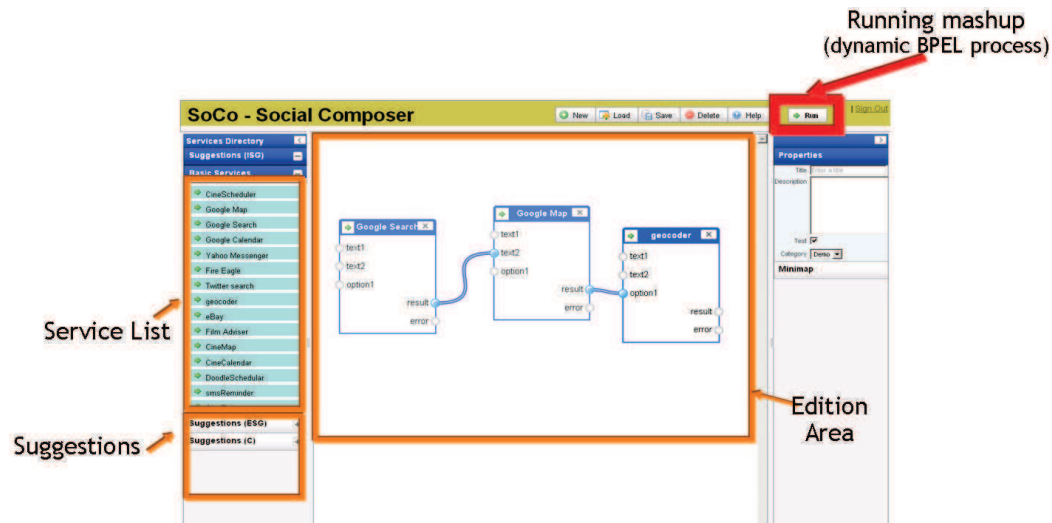 Running mashup
(dynamic BPEL process)
SoCo - Social Composer
New
Load
Save
Delete
Help
Run
| Sign Out
Services Directory
Suggestions (ISG)
Basic Services
CineScheduler
Google Map
Google Search
Google Calendar
Yahoo Messenger
Fire Eagle
Twitter search
geocoder
eBay
Film Adviser
CineMap
CineCalendar
DoodleSchedular
smsReminder
Suggestions (ESG)
Suggestions (C)
Service List
Suggestions
Google Search
text1
text2
option1
result
error
Google Map
text1
text2
option1
result
error
geocoder
text1
text2
option1
result
error
Edition
Area
Properties
Title
Enter a title
Description
Test
Category
Demo
Minimap